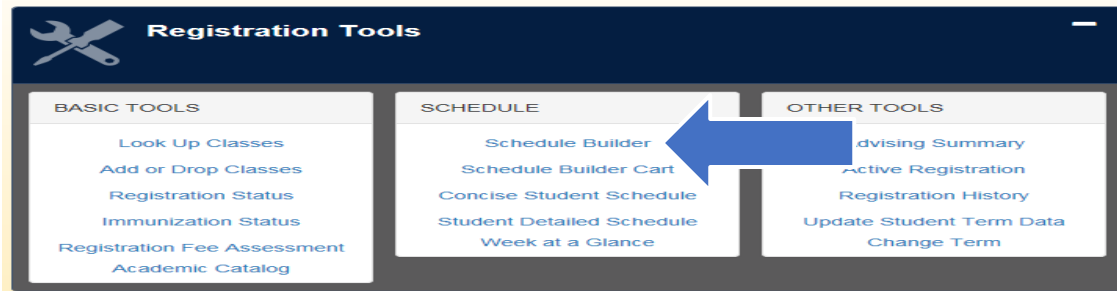 Registration Tools
BASIC TOOLS
Look Up Classes
Add or Drop Classes
Registration Status
Immunization Status
Registration Fee Assessment
Academic Catalog
SCHEDULE
Schedule Builder
Schedule Builder Cart
Concise Student Schedule
Student Detailed Schedule
Week at a Glance
OTHER TOOLS
Advising Summary
Active Registration
Registration History
Update Student Term Data
Change Term